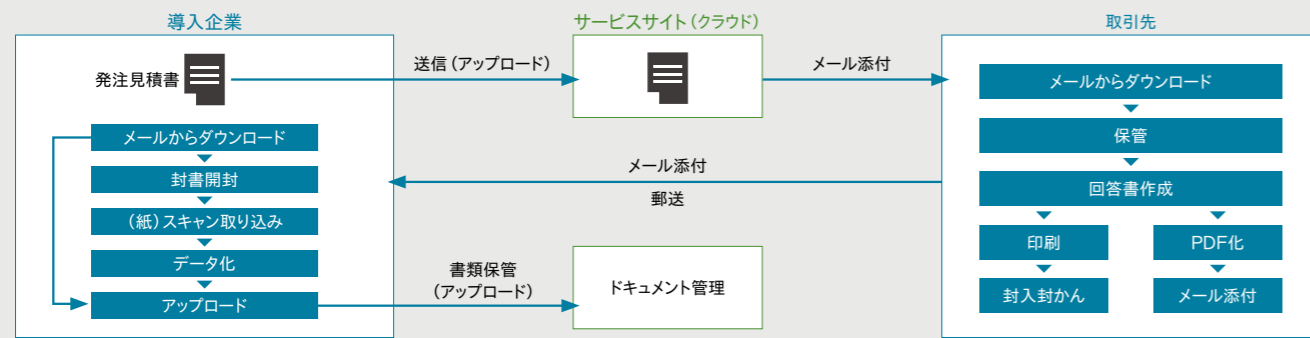 導入企業
発注見積書
メールからダウンロード
封書開封
（紙）スキャン取り込み
データ化
アップロード
送信（アップロード）
サービスサイト（クラウド）
メール添付
メール添付
郵送
書類保管
（アップロード）
ドキュメント管理
取引先
メールからダウンロード
保管
回答書作成
印刷
PDF化
封入封かん
メール添付